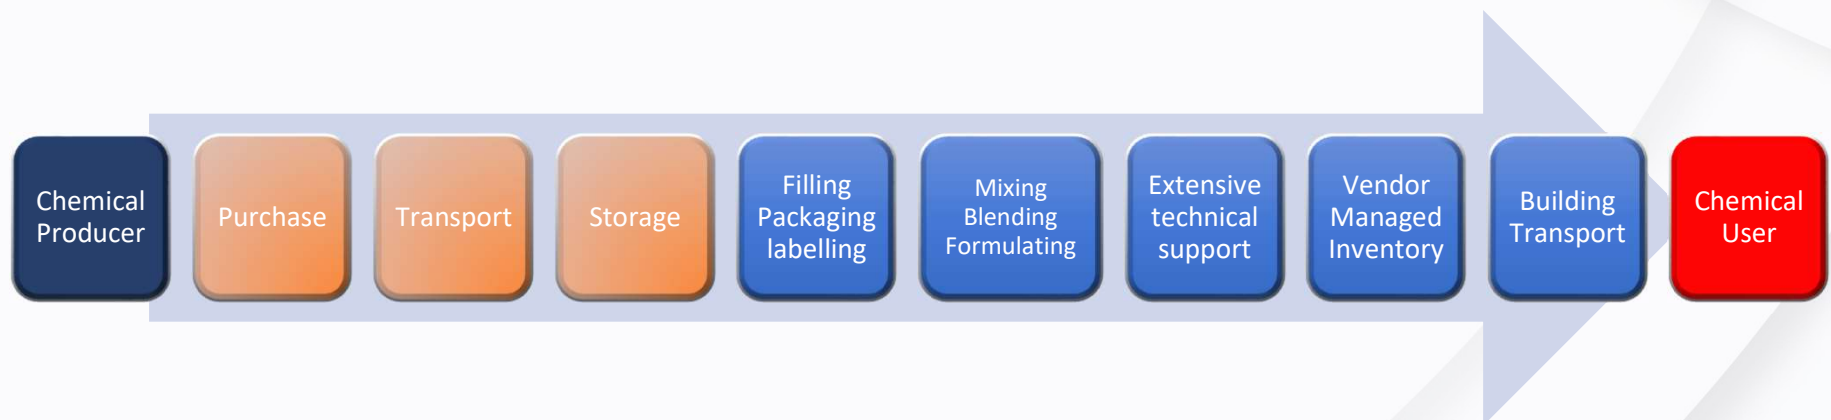 Chemical
Producer
Purchase
Transport
Storage
Filling
Packaging
labelling
Mixing
Blending
Formulating
Extensive
technical
support
Vendor
Managed
Inventory
Building
Transport
Chemical
User